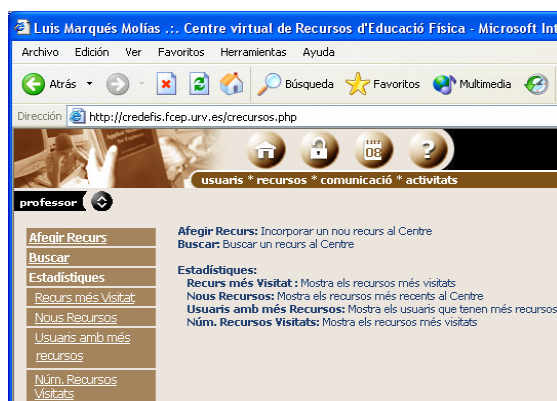 Luis Marqués Molías .:. Centre virtual de Recursos d'Educació Física - Microsoft Int
Archivo Edición Ver Favoritos Herramientas Ayuda
Atrás Búsqueda Favoritos Multimedia
Dirección http://credefis.fcep.urv.es/crecursos.php
08
?
usuaris * recursos * comunicació * activitats
professor
Afegir Recurs
Buscar
Estadístiques
Recurs més Visitat
Nous Recursos
Usuaris amb més
recursos
Núm. Recursos
Visitats
Afegir Recurs: Incorporar un nou recurs al Centre
Buscar: Buscar un recurs al Centre
Estadístiques:
Recurs més Visitat : Mostra els recursos més visitats
Nous Recursos: Mostra els recursos més recents al Centre
Usuaris amb més Recursos: Mostra els usuaris que tenen més recursos
Núm. Recursos Visitats: Mostra els recursos més visitats